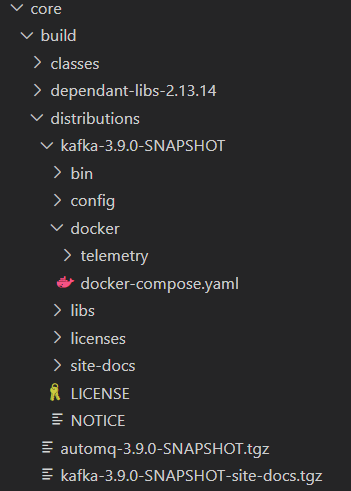 core
build
classes
dependant-libs-2.13.14
distributions
kafka-3.9.0-SNAPSHOT
bin
config
docker
telemetry
docker-compose.yaml
libs
licenses
site-docs
LICENSE
NOTICE
automq-3.9.0-SNAPSHOT.tgz
kafka-3.9.0-SNAPSHOT-site-docs.tgz